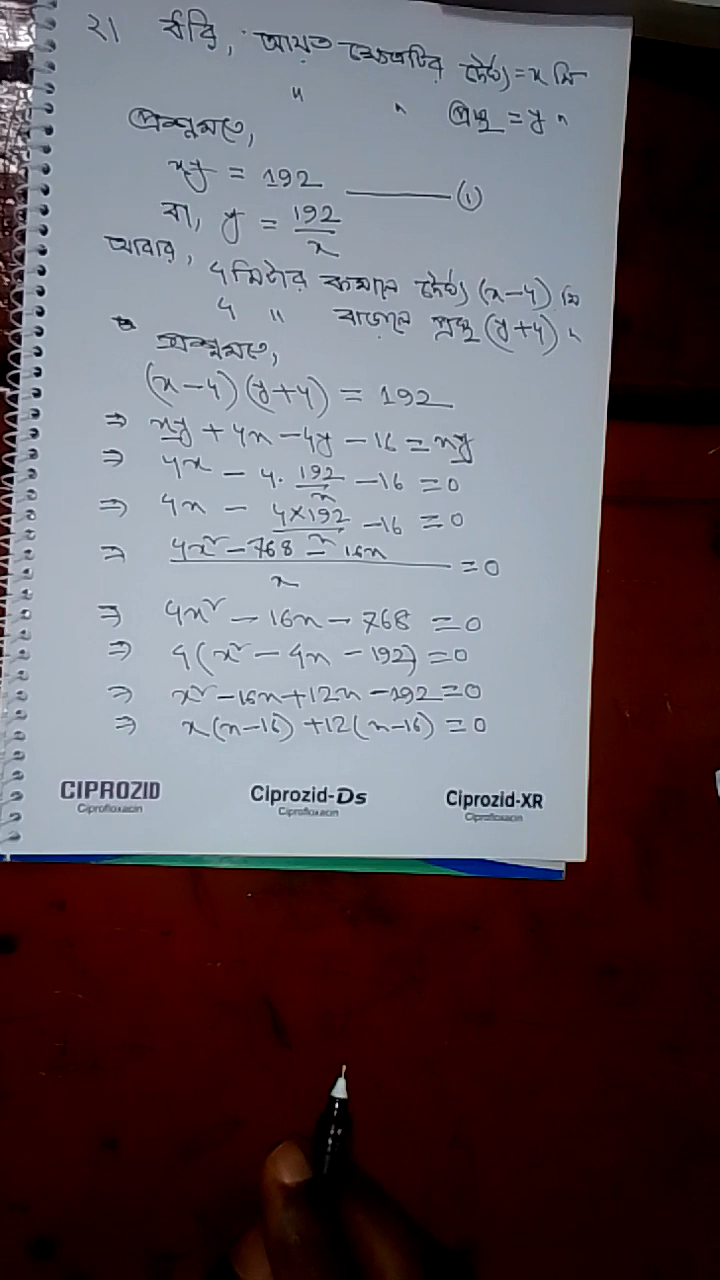 ২। ধরি, আয়ত ক্ষেত্রটির দৈর্ঘ্য = x মি
" " প্রস্থ = y "
প্রশ্নমতে,
xy = 192 ——— (1)
বা, y = 192/x
আবার, 4 মিটার কমালে দৈর্ঘ্য (x-4) মি
4 " বাড়ালে প্রস্থ (y+4) "
প্রশ্নমতে,
(x-4) (y+4) = 192
⇒ xy + 4x - 4y - 16 = xy
⇒ 4x - 4. 192/x - 16 = 0
⇒ 4x - 4×192/x - 16 = 0
⇒ 4x² - 768 - 16x / x = 0
⇒ 4x² - 16x - 768 = 0
⇒ 4(x² - 4x - 192) = 0
⇒ x² - 16x + 12x - 192 = 0
⇒ x(x-16) + 12(x-16) = 0
CIPROZID Ciprozid-DS Ciprozid-XR
Ciprofloxacin Ciprofloxacin Ciprofloxacin